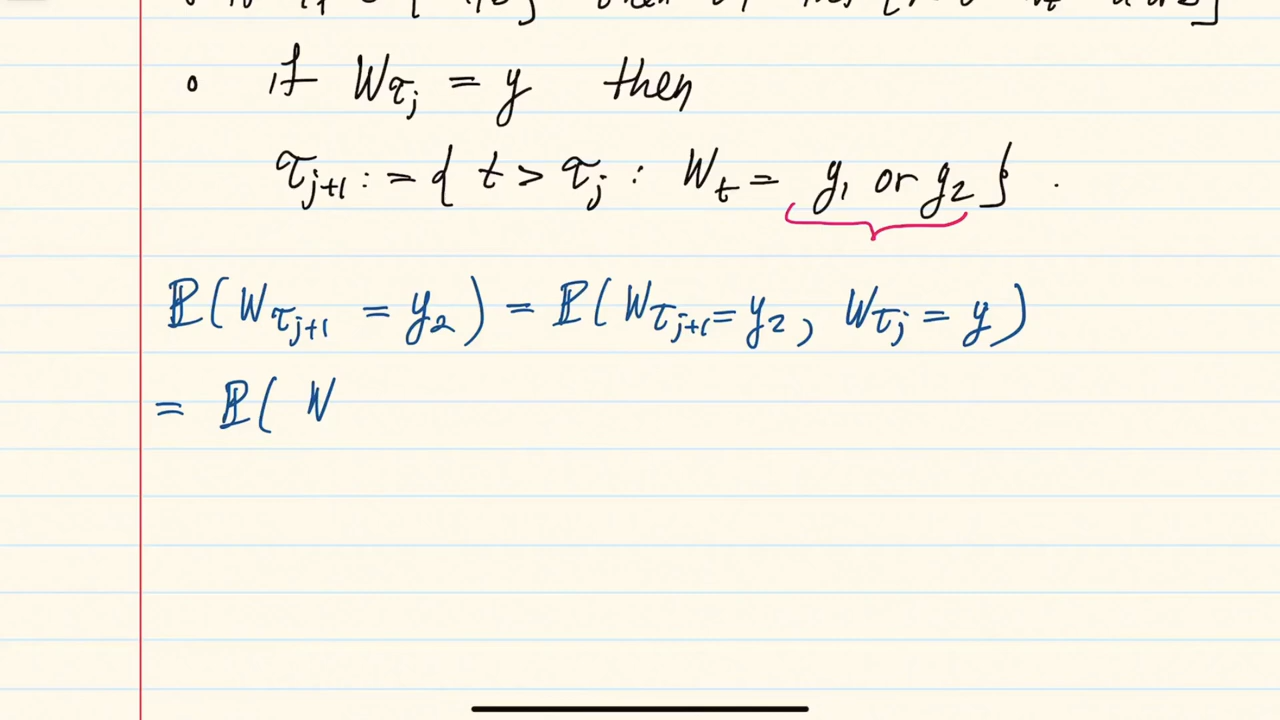 if W_{τ_j} = y then
τ_{j+1} := { t > τ_j : W_t = y_1 or y_2 } .
ℙ( W_{τ_{j+1}} = y_2 ) = ℙ( W_{τ_{j+1}} = y_2 , W_{τ_j} = y )
= ℙ( W